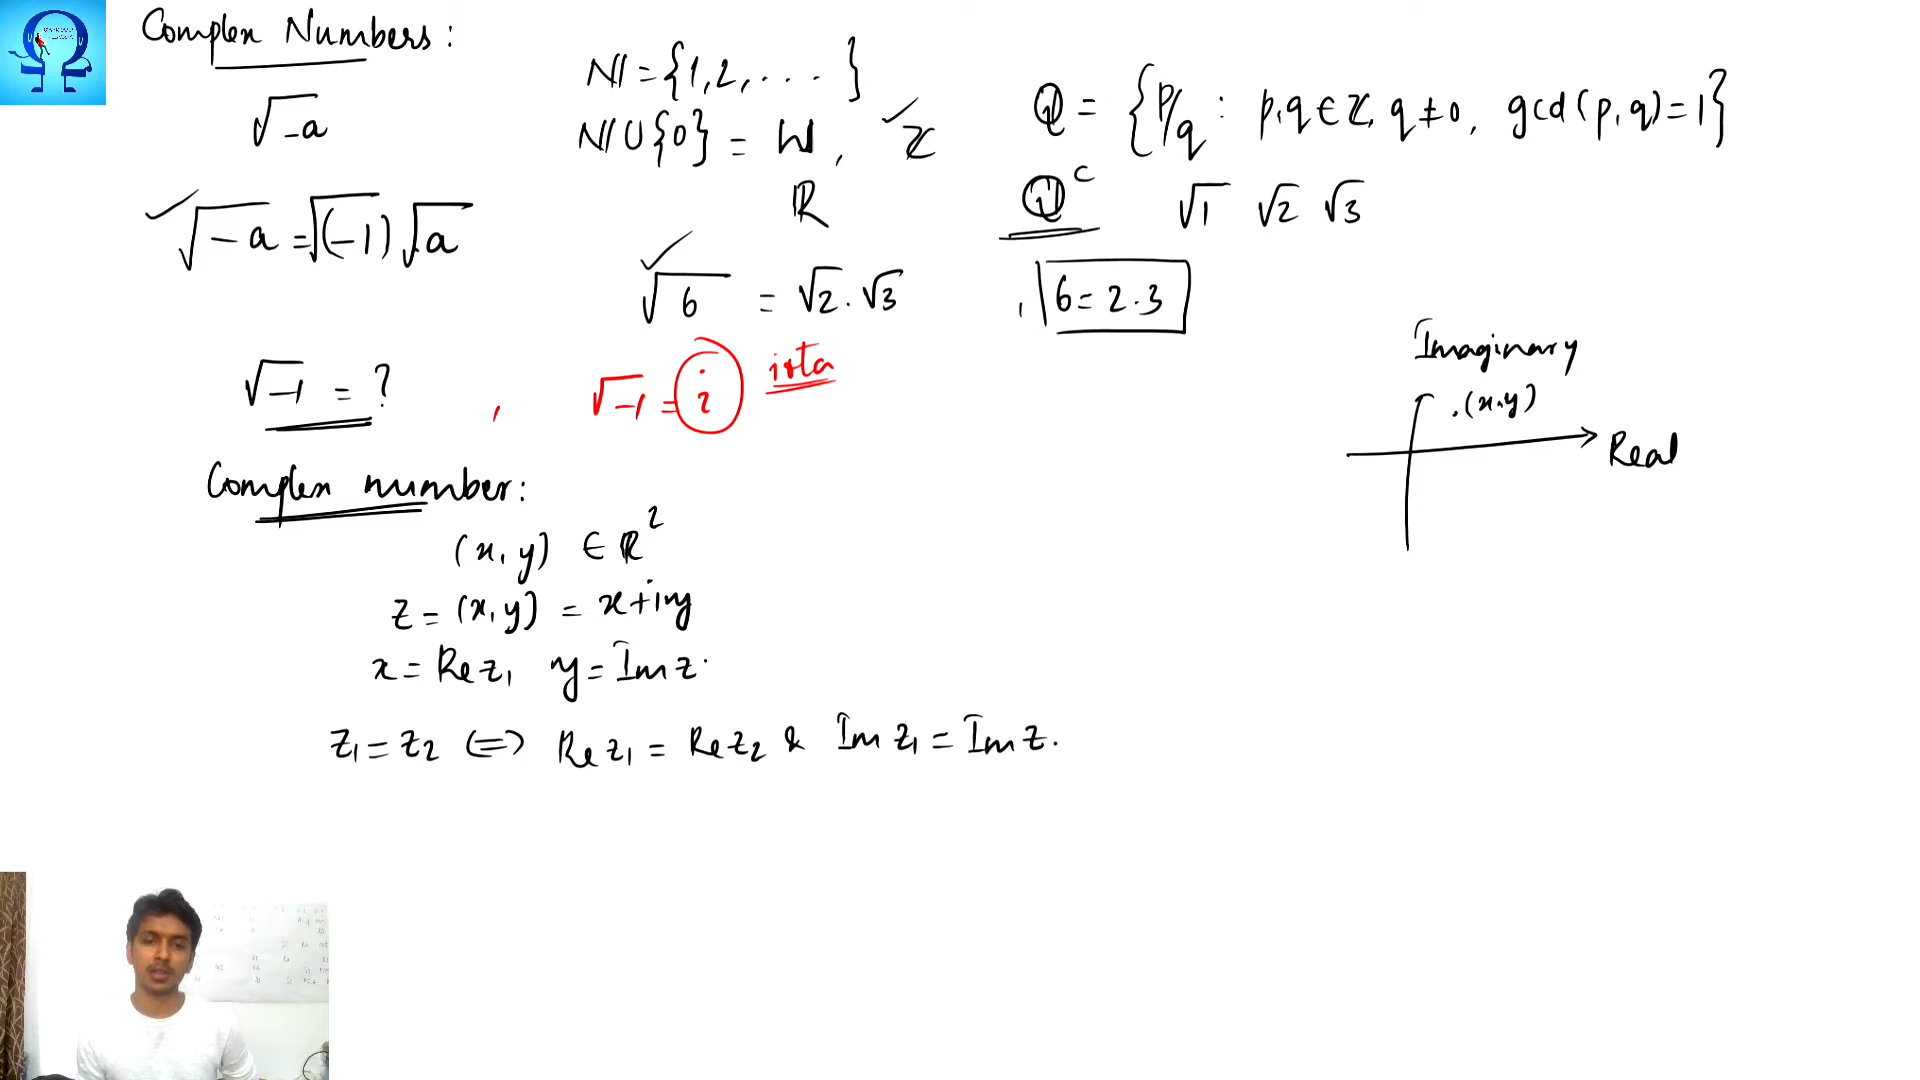 Complex Numbers:
√-a
√-a = √(-1) √a
N = {1,2,....}
N ∪ {0} = W, ✓ Z
R
Q = {p/q : p,q ∈ Z, q ≠ 0, gcd(p,q)=1}
Q^c √1 √2 √3
√6 = √2.√3 , 6 = 2.3
√-1 = ? , √-1 = i iota
Imaginary
.(x,y)
Real
Complex number:
(x, y) ∈ R²
z = (x, y) = x+iy
x = Re z, y = Im z.
z₁ = z₂ ⟺ Re z₁ = Re z₂ & Im z₁ = Im z.